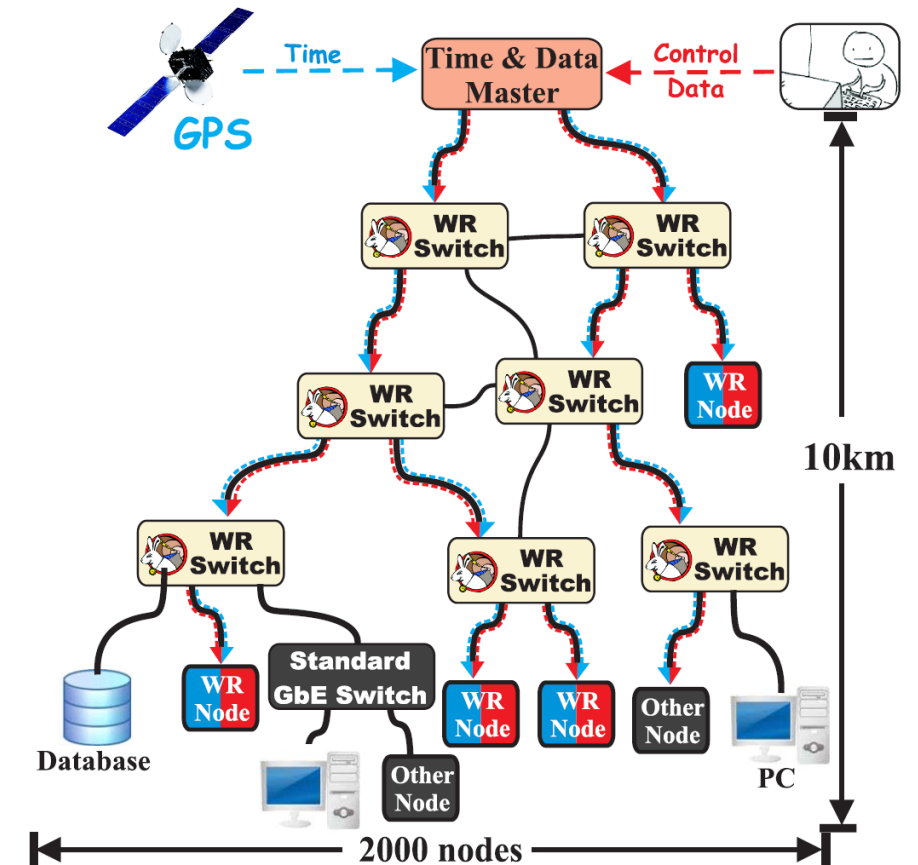 Time
Time & Data
Master
Control
Data
GPS
WR
Switch
WR
Switch
WR
Switch
WR
Switch
WR
Node
10km
WR
Switch
WR
Switch
WR
Switch
Standard
GbE Switch
WR
Node
WR
Node
WR
Node
Other
Node
Database
Other
Node
PC
2000 nodes